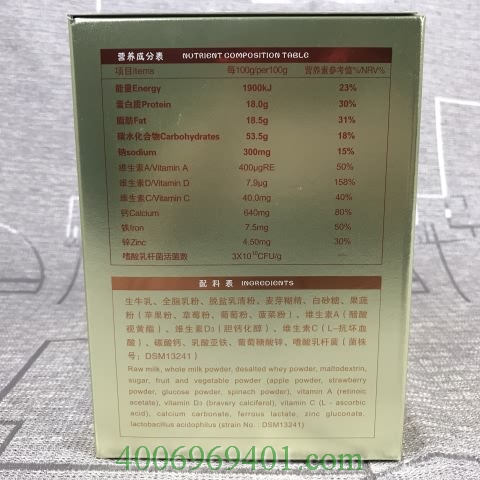 营养成分表 NUTRIENT COMPOSITION TABLE
项目items 每100g/per100g 营养素参考值%/NRV%
能量Energy 1900kJ 23%
蛋白质Protein 18.0g 30%
脂肪Fat 18.5g 31%
碳水化合物Carbohydrates 53.5g 18%
钠sodium 300mg 15%
维生素A/Vitamin A 400μgRE 50%
维生素D/Vitamin D 7.9μg 158%
维生素C/Vitamin C 40.0mg 40%
钙Calcium 640mg 80%
铁Iron 7.5mg 50%
锌Zinc 4.50mg 30%
嗜酸乳杆菌活菌数 3X10¹⁰CFU/g
配料表 INGREDIENTS
生牛乳、全脂乳粉、脱盐乳清粉、麦芽糊精、白砂糖、果蔬
粉（苹果粉、草莓粉、葡萄粉、菠菜粉）、维生素A（醋酸
视黄酯）、维生素D₃（胆钙化醇）、维生素C（L-抗坏血
酸）、碳酸钙、乳酸亚铁、葡萄糖酸锌、嗜酸乳杆菌（菌株
号：DSM13241）
Raw milk, whole milk powder, desalted whey powder, maltodextrin,
sugar, fruit and vegetable powder (apple powder, strawberry
powder, glucose powder, spinach powder), vitamin A (retinoic
acetate), vitamin D₃ (bravery calciferol), vitamin C (L - ascorbic
acid), calcium carbonate, ferrous lactate, zinc gluconate,
lactobacillus acidophilus (strain No.: DSM13241)
4006969401.com